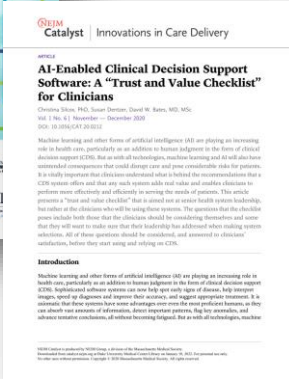 NEJM
Catalyst | Innovations in Care Delivery
ARTICLE
AI-Enabled Clinical Decision Support
Software: A “Trust and Value Checklist”
for Clinicians
Christina Silcox, PhD, Susan Dentzer, David W. Bates, MD, MSc
Vol. 1 No. 6 | November — December 2020
DOI: 10.1056/CAT.20.0212
Machine learning and other forms of artificial intelligence (AI) are playing an increasing
role in health care, particularly as an addition to human judgment in the form of clinical
decision support (CDS). But as with all technologies, machine learning and AI will also have
unintended consequences that could disrupt care and pose considerable risks for patients.
It is vitally important that clinicians understand what is behind the recommendations that a
CDS system offers and that any such system adds real value and enables clinicians to
perform more effectively and efficiently in serving the needs of patients. This article
presents a “trust and value checklist” that is aimed not at senior health system leadership,
but rather at the clinicians who will be using these systems. The questions that the checklist
poses include both those that the clinicians should be considering themselves and some
that they will want to make sure that their leadership has addressed when making system
selections. All of these questions should be considered, and answered to clinicians'
satisfaction, before they start using and relying on CDS.
Introduction
Machine learning and other forms of artificial intelligence (AI) are playing an increasing role in
health care, particularly as an addition to human judgment in the form of clinical decision support
(CDS). Sophisticated software systems can now help spot early signs of disease, help interpret
images, speed up diagnoses and improve their accuracy, and suggest appropriate treatment. It is
axiomatic that these systems have some advantages over even the most proficient humans, as they
can absorb vast amounts of information, detect important patterns, flag key anomalies, and
advance tentative conclusions, all without becoming fatigued. But as with all technologies, machine